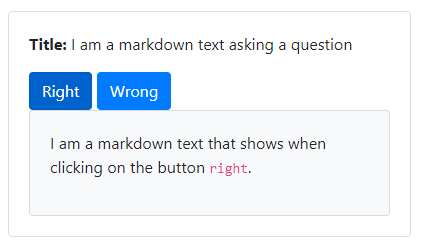 Title: I am a markdown text asking a question
Right Wrong
I am a markdown text that shows when
clicking on the button right.